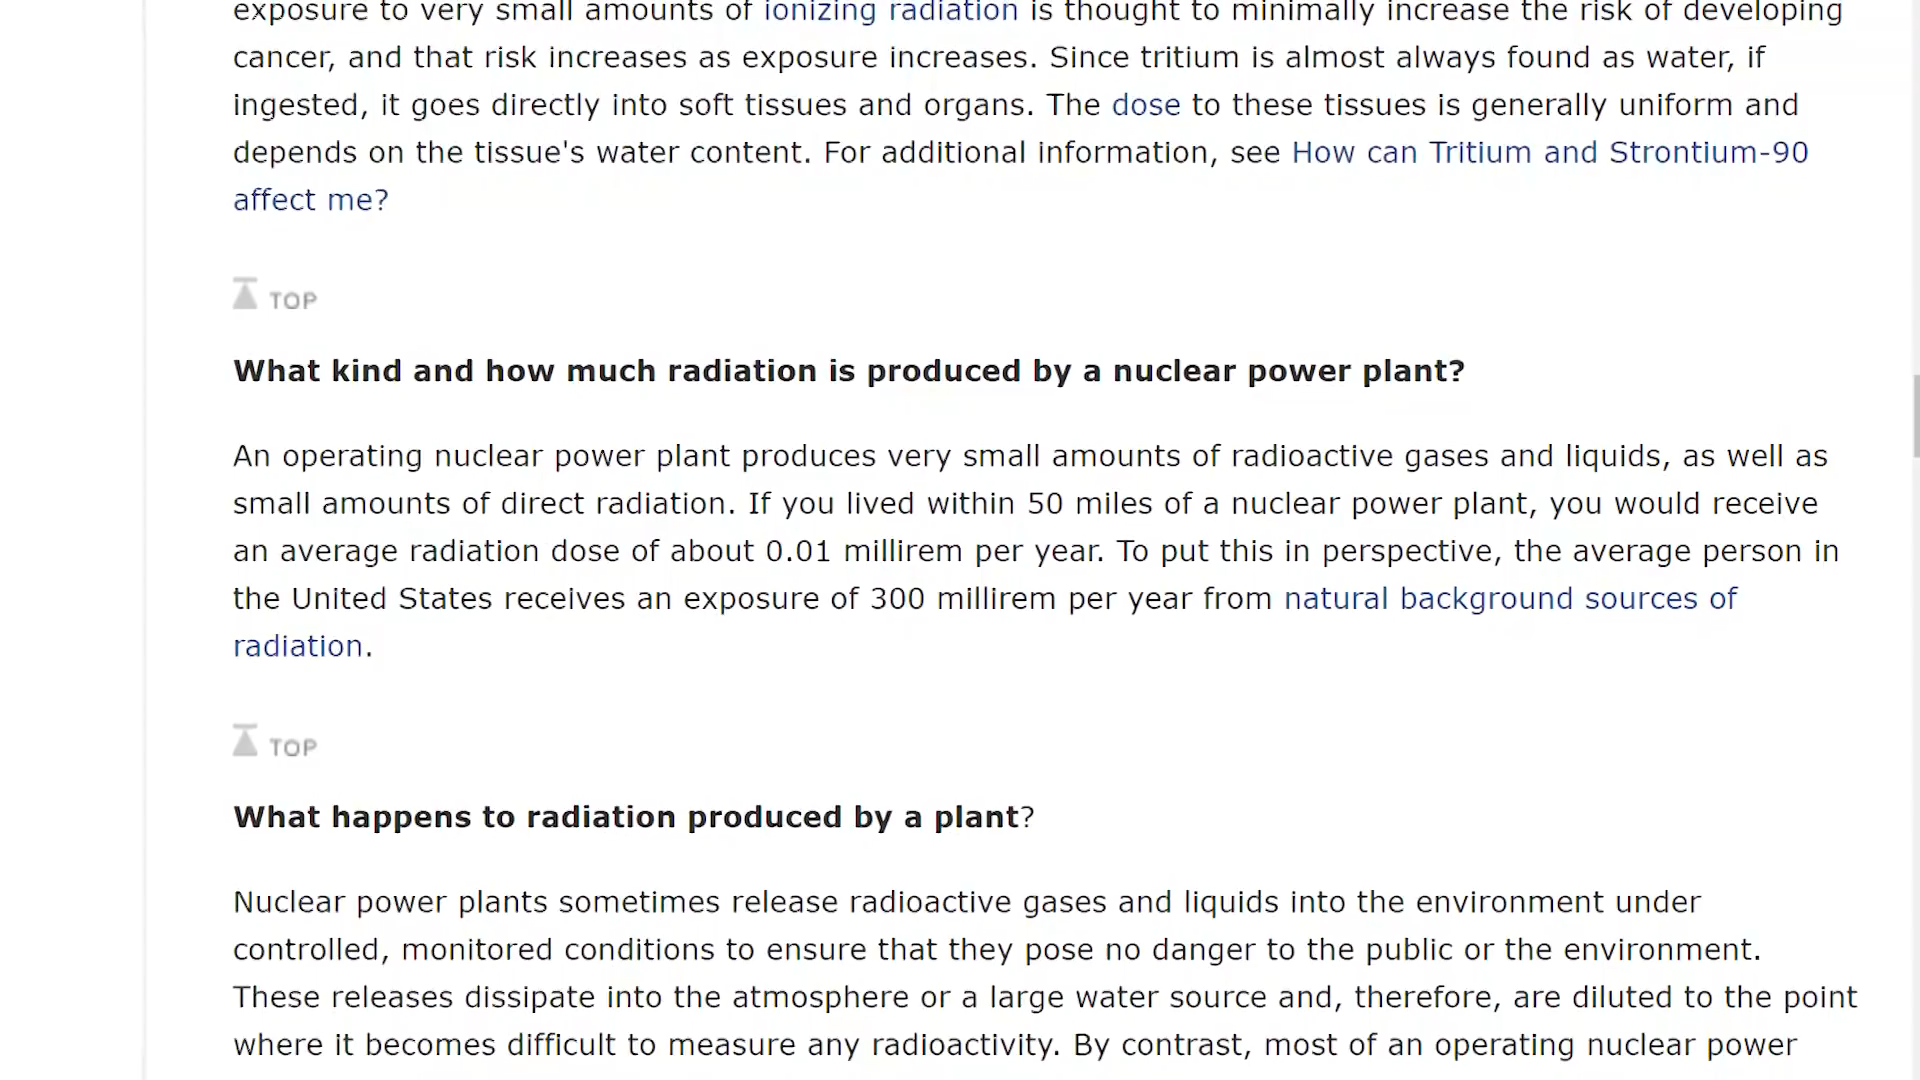 exposure to very small amounts of ionizing radiation is thought to minimally increase the risk of developing
cancer, and that risk increases as exposure increases. Since tritium is almost always found as water, if
ingested, it goes directly into soft tissues and organs. The dose to these tissues is generally uniform and
depends on the tissue's water content. For additional information, see How can Tritium and Strontium-90
affect me?
TOP
What kind and how much radiation is produced by a nuclear power plant?
An operating nuclear power plant produces very small amounts of radioactive gases and liquids, as well as
small amounts of direct radiation. If you lived within 50 miles of a nuclear power plant, you would receive
an average radiation dose of about 0.01 millirem per year. To put this in perspective, the average person in
the United States receives an exposure of 300 millirem per year from natural background sources of
radiation.
TOP
What happens to radiation produced by a plant?
Nuclear power plants sometimes release radioactive gases and liquids into the environment under
controlled, monitored conditions to ensure that they pose no danger to the public or the environment.
These releases dissipate into the atmosphere or a large water source and, therefore, are diluted to the point
where it becomes difficult to measure any radioactivity. By contrast, most of an operating nuclear power